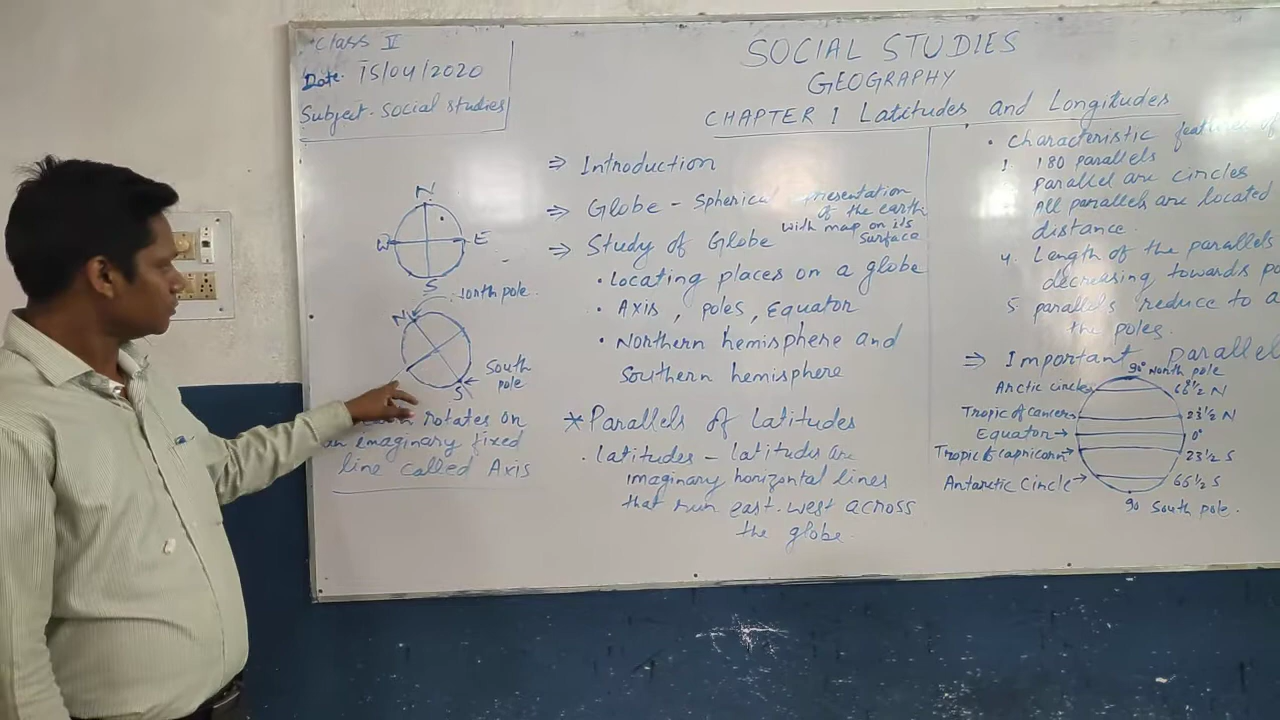 Class V
Date. 15/04/2020
Subject - Social studies
SOCIAL STUDIES
GEOGRAPHY
CHAPTER 1 Latitudes and Longitudes
N
W E
S
North pole.
N
South
pole
S
rotates on
an imaginary fixed
line called Axis
⇒ Introduction
⇒ Globe - Spherical representation
of the earth
with map on its
surface
⇒ Study of Globe
• Locating places on a globe
• Axis, poles, Equator
• Northern hemisphere and
Southern hemisphere
* Parallels of Latitudes
• Latitudes - Latitudes are
imaginary horizontal lines
that run east-west across
the globe.
• Characteristic features of
1. 180 parallels
parallel are circles
All parallels are located
distance.
4. Length of the parallels
decreasing towards
5 parallels reduce to a
the poles.
⇒ Important parallel
90° North pole
Arctic circle 66½ N
Tropic of cancer 23½ N
Equator → 0°
Tropic of capricorn 23½ S
Antarctic Circle 66½ S
90 South pole.